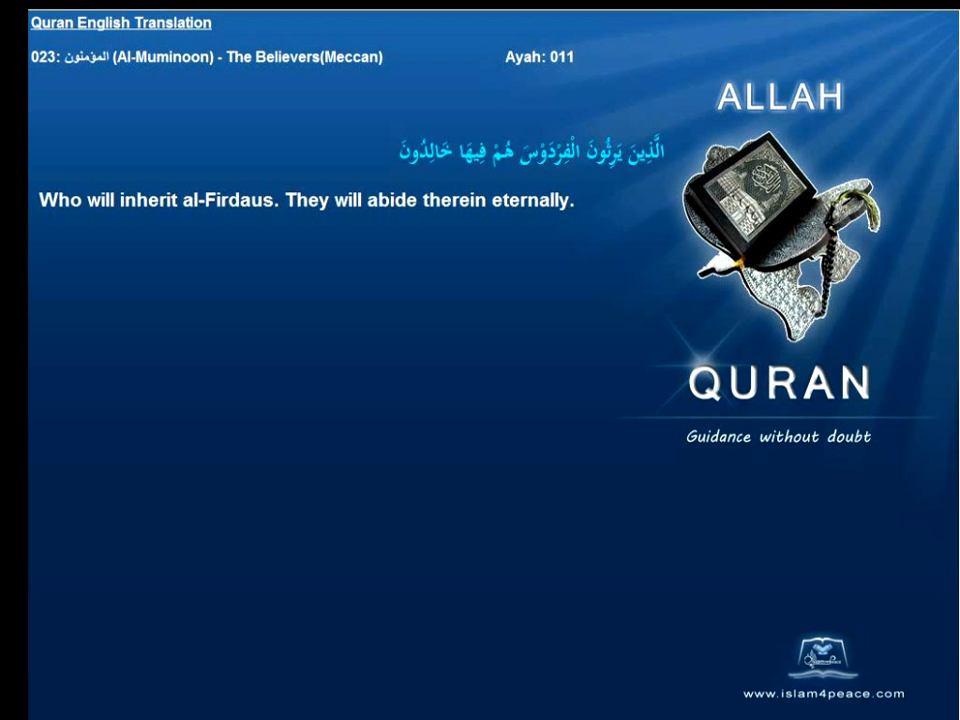 Quran English Translation
023: المؤمنون (Al-Muminoon) - The Believers(Meccan) Ayah: 011
ALLAH
الَّذِينَ يَرِثُونَ الْفِرْدَوْسَ هُمْ فِيهَا خَالِدُونَ
Who will inherit al-Firdaus. They will abide therein eternally.
QURAN
Guidance without doubt
www.islam4peace.com